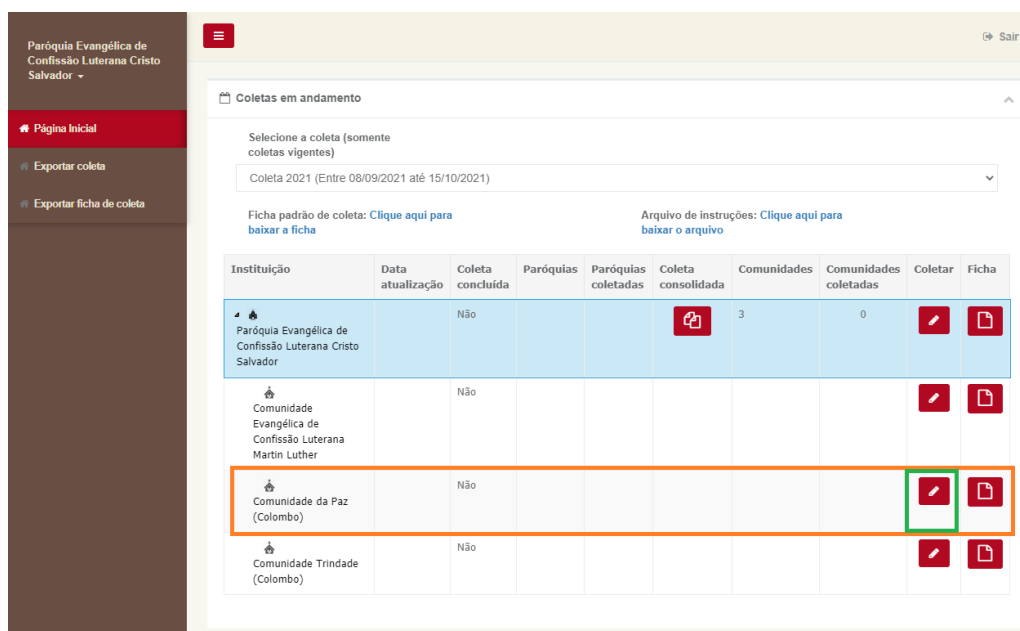 Paróquia Evangélica de
Confissão Luterana Cristo
Salvador
Sair
Coletas em andamento
Página Inicial
Exportar coleta
Exportar ficha de coleta
Selecione a coleta (somente
coletas vigentes)
Coleta 2021 (Entre 08/09/2021 até 15/10/2021)
Ficha padrão de coleta: Clique aqui para
baixar a ficha
Arquivo de instruções: Clique aqui para
baixar o arquivo
Instituição Data atualização Coleta concluída Paróquias Paróquias coletadas Coleta consolidada Comunidades Comunidades coletadas Coletar Ficha
Paróquia Evangélica de
Confissão Luterana Cristo
Salvador
Não 3 0
Comunidade
Evangélica de
Confissão Luterana
Martin Luther
Não
Comunidade da Paz
(Colombo)
Não
Comunidade Trindade
(Colombo)
Não